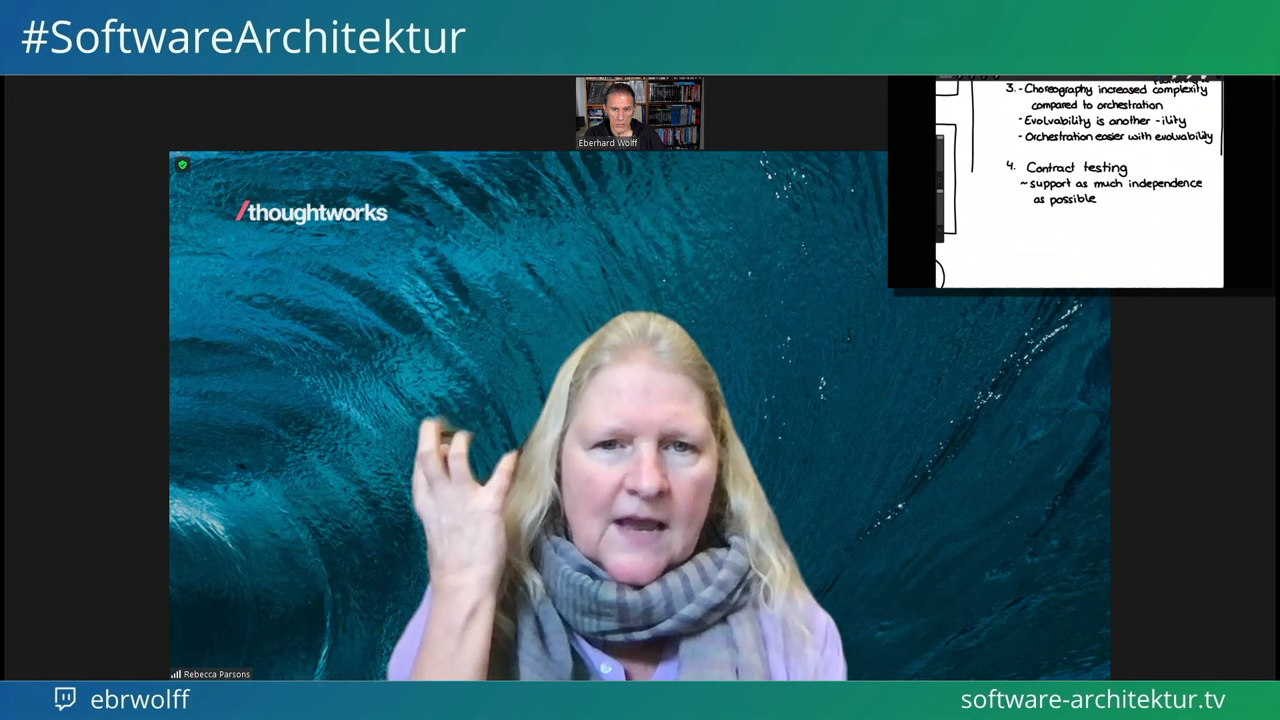 #SoftwareArchitektur
Eberhard Wolff
3. - Choreography increased complexity
compared to orchestration
- Evolvability is another -ility
- Orchestration easier with evolvability
4. Contract testing
~ support as much independence
as possible
/thoughtworks
Rebecca Parsons
ebrwolff
software-architektur.tv